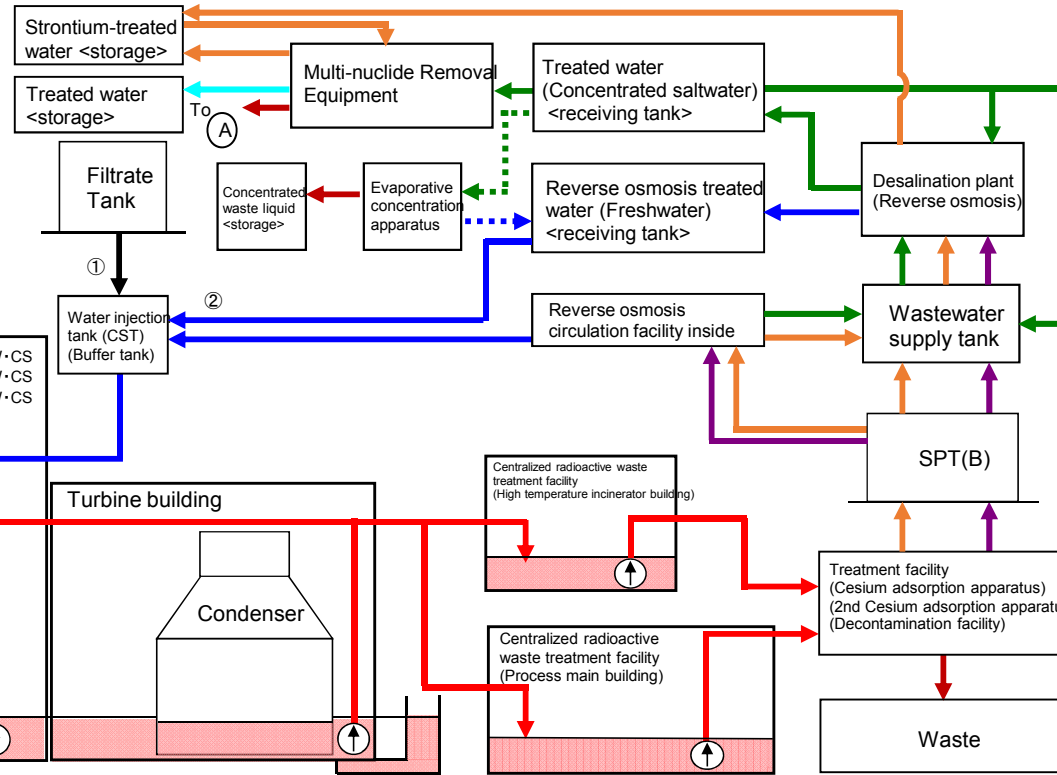 Strontium-treated
water <storage>
Treated water
<storage>
To
A
Multi-nuclide Removal
Equipment
Treated water
(Concentrated saltwater)
<receiving tank>
Filtrate
Tank
Concentrated
waste liquid
<storage>
Evaporative
concentration
apparatus
Reverse osmosis treated
water (Freshwater)
<receiving tank>
Desalination plant
(Reverse osmosis)
①
②
Water injection
tank (CST)
(Buffer tank)
Reverse osmosis
circulation facility inside
Wastewater
supply tank
・CS
・CS
・CS
SPT(B)
Turbine building
Condenser
Centralized radioactive waste
treatment facility
(High temperature incinerator building)
Centralized radioactive
waste treatment facility
(Process main building)
Treatment facility
(Cesium adsorption apparatus)
(2nd Cesium adsorption apparatu
(Decontamination facility)
Waste